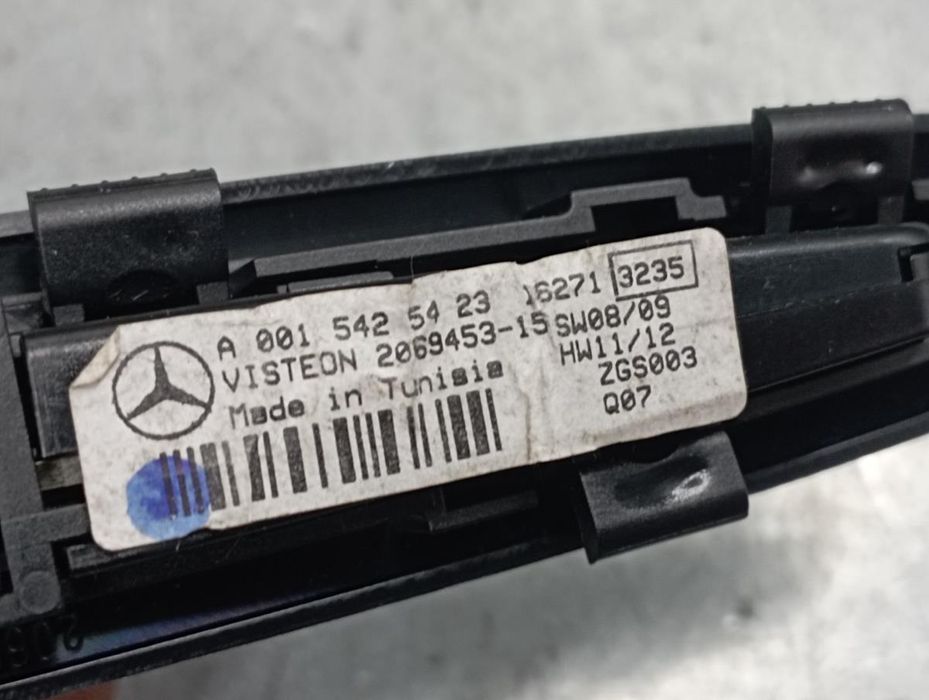 A 001 542 54 23 16271 3235
VISTEON 2069453-15 SW08/09
Made in Tunisia HW11/12
ZGS003
Q07